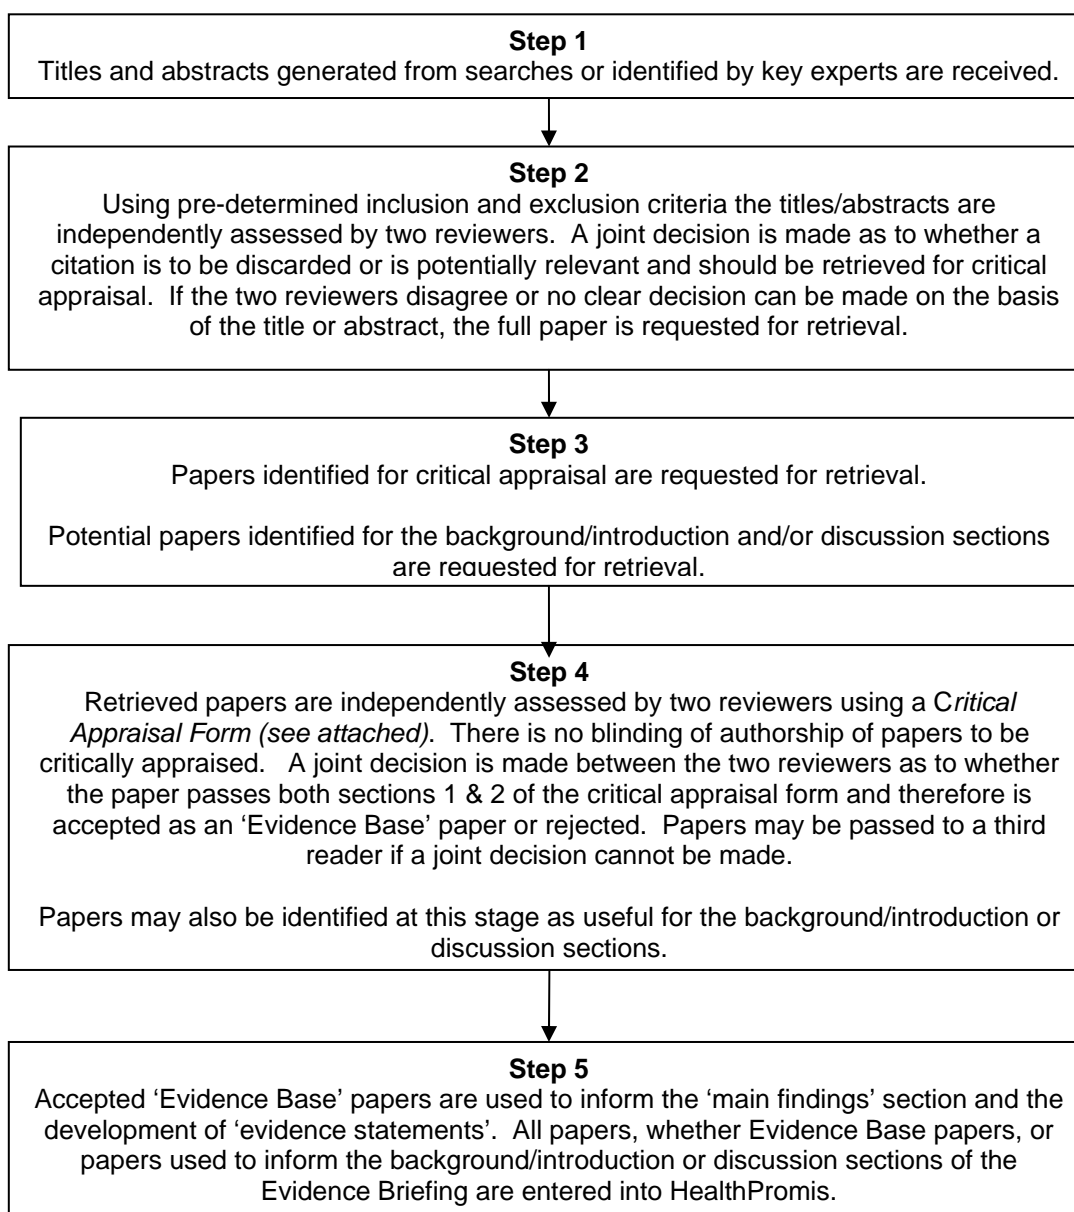 Step 1
Titles and abstracts generated from searches or identified by key experts are received.
Step 2
Using pre-determined inclusion and exclusion criteria the titles/abstracts are
independently assessed by two reviewers.  A joint decision is made as to whether a
citation is to be discarded or is potentially relevant and should be retrieved for critical
appraisal.  If the two reviewers disagree or no clear decision can be made on the basis
of the title or abstract, the full paper is requested for retrieval.
Step 3
Papers identified for critical appraisal are requested for retrieval.
Potential papers identified for the background/introduction and/or discussion sections
are requested for retrieval.
Step 4
Retrieved papers are independently assessed by two reviewers using a Critical
Appraisal Form (see attached).  There is no blinding of authorship of papers to be
critically appraised.   A joint decision is made between the two reviewers as to whether
the paper passes both sections 1 & 2 of the critical appraisal form and therefore is
accepted as an ‘Evidence Base’ paper or rejected.  Papers may be passed to a third
reader if a joint decision cannot be made.
Papers may also be identified at this stage as useful for the background/introduction or
discussion sections.
Step 5
Accepted ‘Evidence Base’ papers are used to inform the ‘main findings’ section and the
development of ‘evidence statements’.  All papers, whether Evidence Base papers, or
papers used to inform the background/introduction or discussion sections of the
Evidence Briefing are entered into HealthPromis.